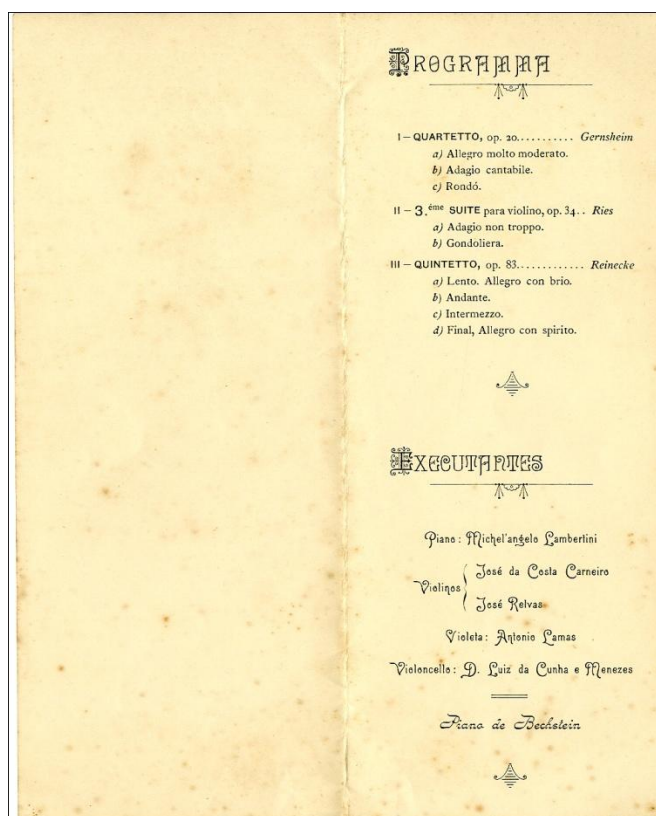 PROGRAMMA
I – QUARTETTO, op. 20.......... Gernsheim
a) Allegro molto moderato.
b) Adagio cantabile.
c) Rondó.
II – 3.ème SUITE para violino, op. 34.. Ries
a) Adagio non troppo.
b) Gondoliera.
III – QUINTETTO, op. 83............ Reinecke
a) Lento. Allegro con brio.
b) Andante.
c) Intermezzo.
d) Final, Allegro con spirito.
EXECUTANTES
Piano: Michel'angelo Lambertini
Violinos { José da Costa Carneiro
José Relvas
Violeta: Antonio Lamas
Violoncello: D. Luiz da Cunha e Menezes
Piano de Bechstein